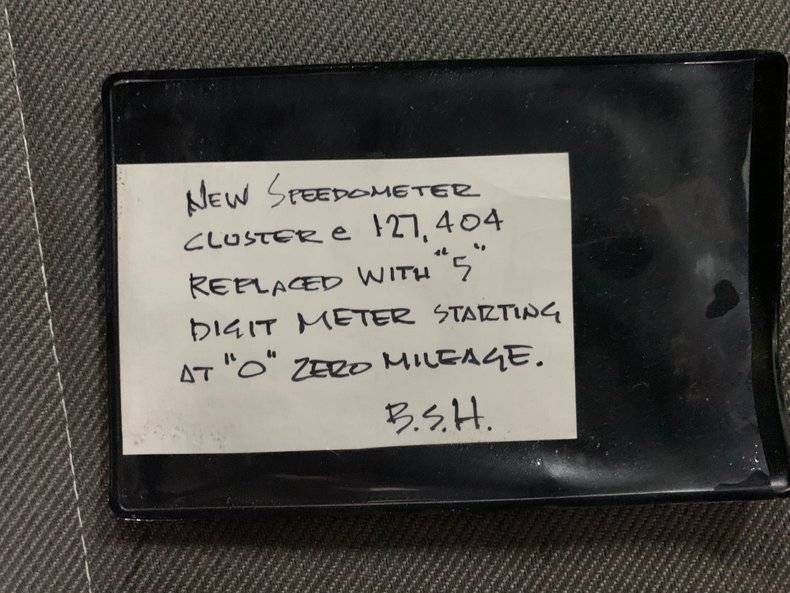 NEW SPEEDOMETER
CLUSTER @ 127,404
REPLACED WITH "5"
DIGIT METER STARTING
AT "0" ZERO MILEAGE.
B.S.H.